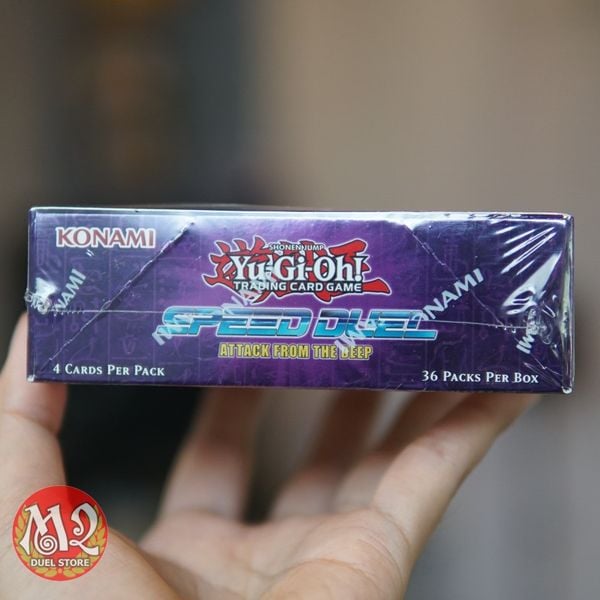 KONAMI
SHONEN JUMP
Yu-Gi-Oh!
TRADING CARD GAME
SPEED DUEL
ATTACK FROM THE DEEP
4 CARDS PER PACK
36 PACKS PER BOX
KONAMI
KONAMI
M2
DUEL STORE